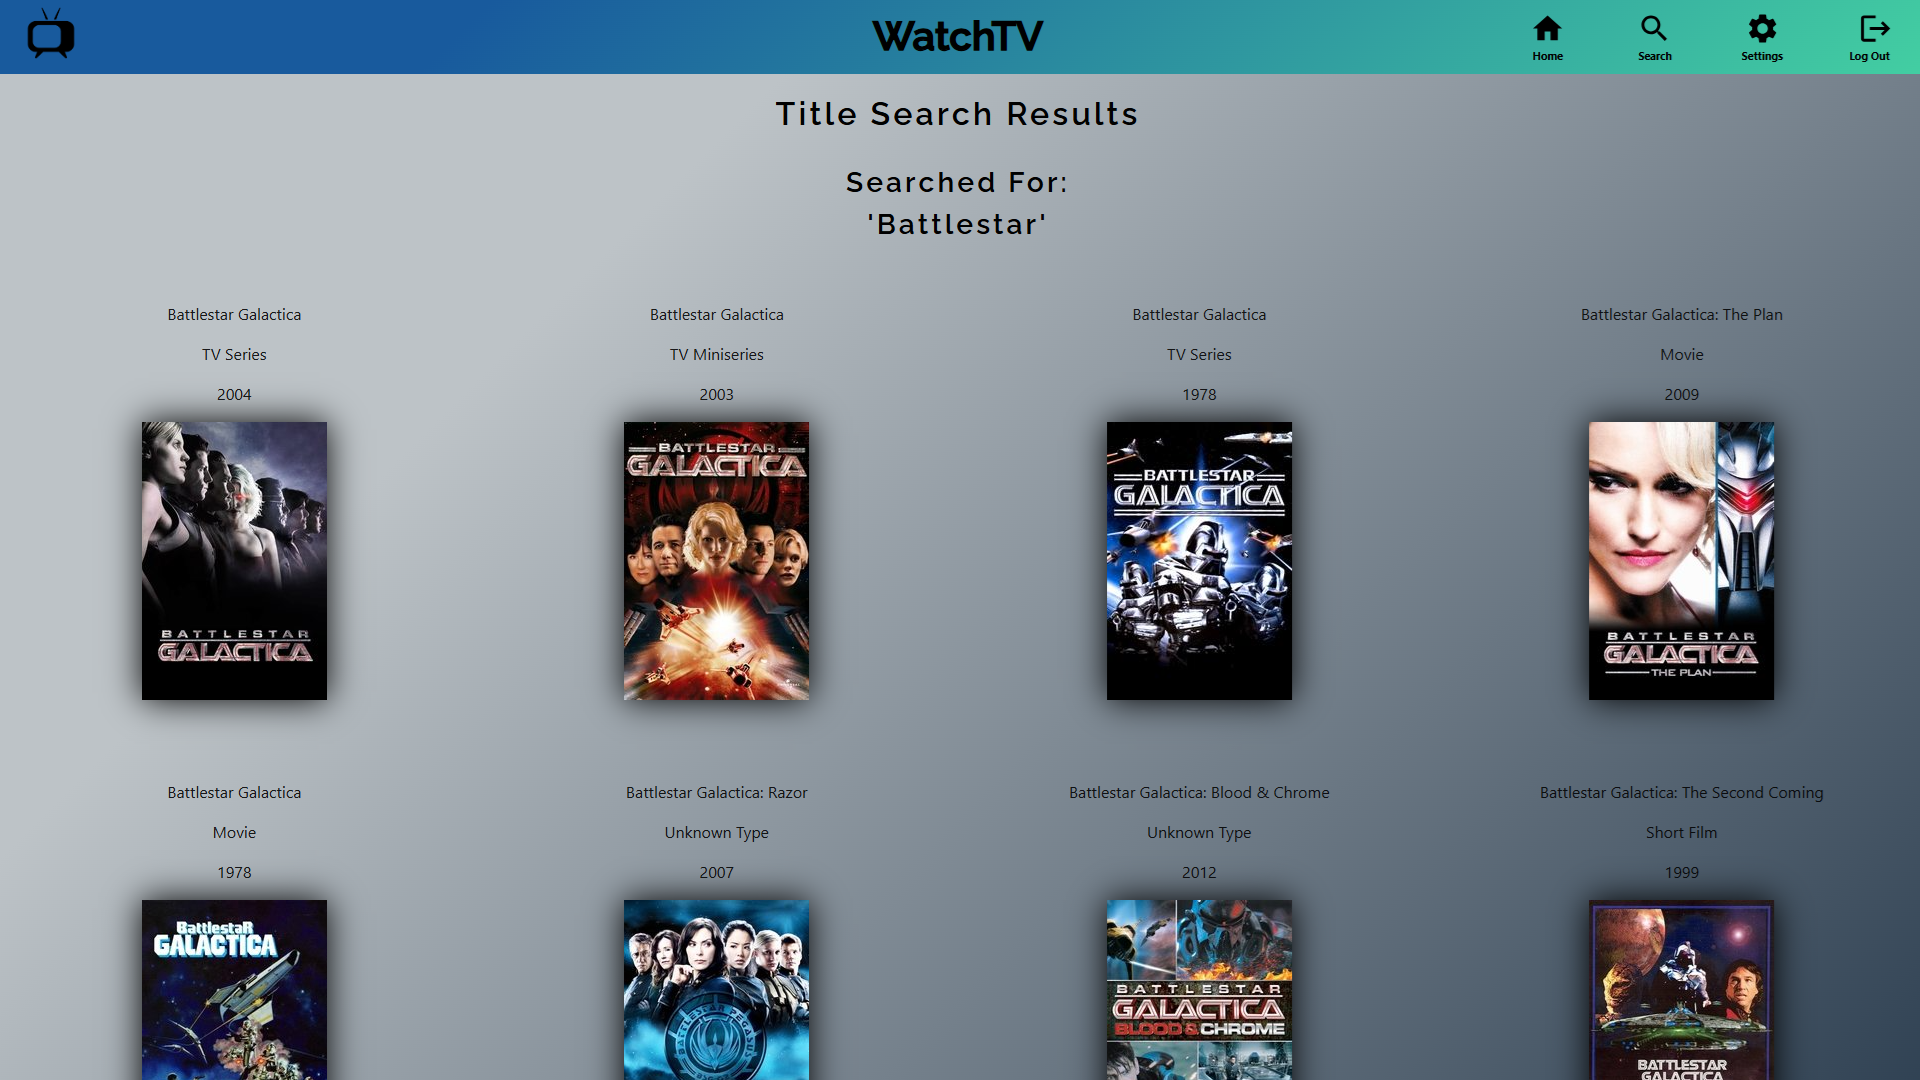 WatchTV
Home
Search
Settings
Log Out
Title Search Results
Searched For:
'Battlestar'
Battlestar Galactica
TV Series
2004
BATTLESTAR
GALACTICA
Battlestar Galactica
TV Miniseries
2003
BATTLESTAR
GALACTICA
Battlestar Galactica
TV Series
1978
BATTLESTAR
GALACTICA
Battlestar Galactica: The Plan
Movie
2009
BATTLESTAR
GALACTICA
THE PLAN
Battlestar Galactica
Movie
1978
BattlestaR
GALACTICA
Battlestar Galactica: Razor
Unknown Type
2007
BATTLESTAR PEGASUS
Battlestar Galactica: Blood & Chrome
Unknown Type
2012
BATTLESTAR
GALACTICA
BLOOD & CHROME
Battlestar Galactica: The Second Coming
Short Film
1999
BATTLESTAR
GALACTICA